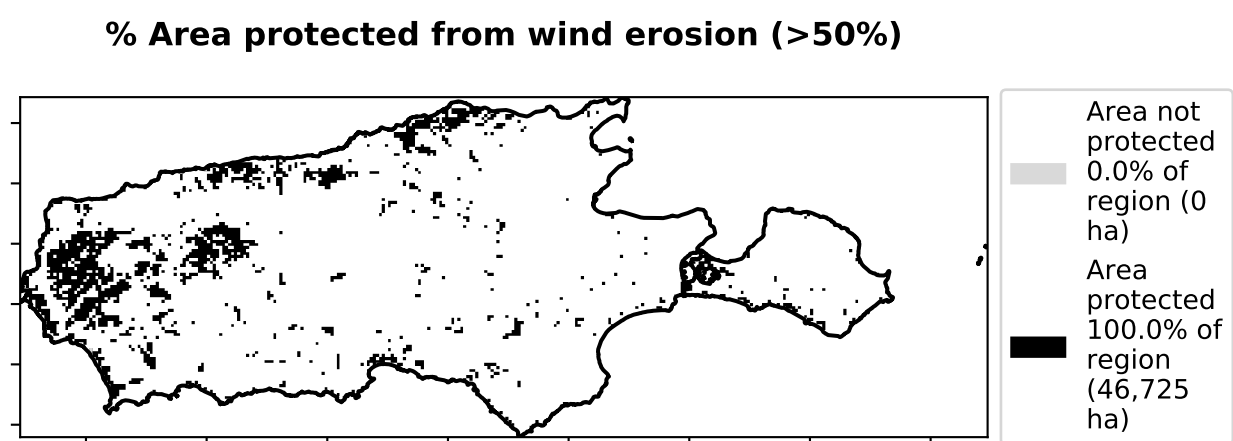 % Area protected from wind erosion (>50%)
Area not
protected
0.0% of
region (0
ha)
Area
protected
100.0% of
region
(46,725
ha)